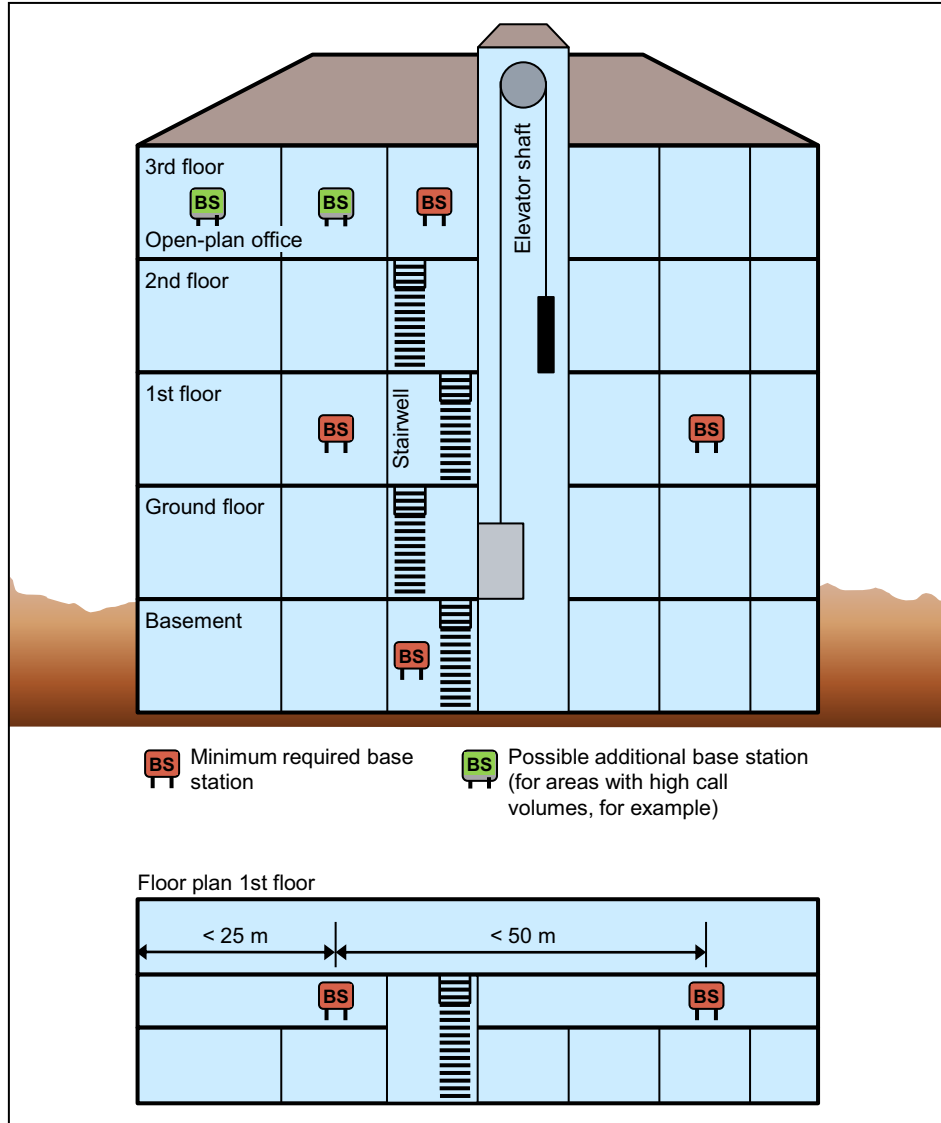 3rd floor
BS
BS
BS
Open-plan office
Elevator shaft
2nd floor
1st floor
BS
Stairwell
BS
Ground floor
Basement
BS
BS
Minimum required base
station
BS
Possible additional base station
(for areas with high call
volumes, for example)
Floor plan 1st floor
< 25 m
< 50 m
BS
BS